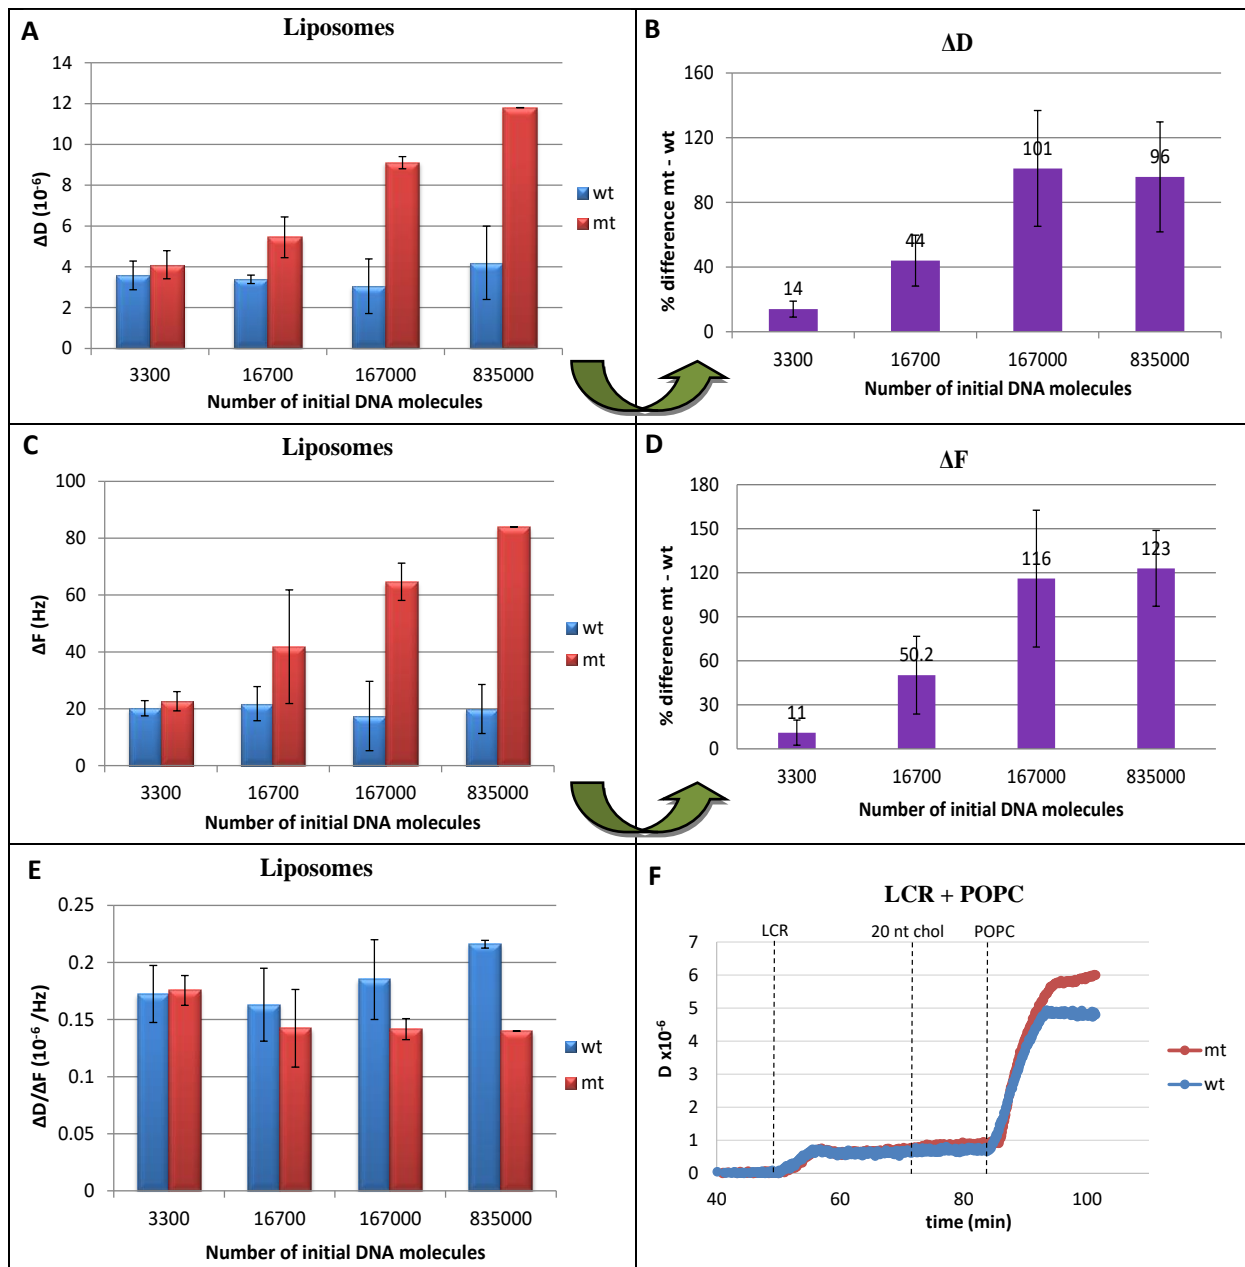 A
Liposomes
14
12
10
8
6
4
2
0
ΔD (10⁻⁶)
wt
mt
3300 16700 167000 835000
Number of initial DNA molecules
B
ΔD
160
120
80
40
0
% difference mt - wt
14
44
101
96
3300 16700 167000 835000
Number of initial DNA molecules
C
Liposomes
100
80
60
40
20
0
ΔF (Hz)
wt
mt
3300 16700 167000 835000
Number of initial DNA molecules
D
ΔF
180
150
120
90
60
30
0
% difference mt - wt
11
50.2
116
123
3300 16700 167000 835000
Number of initial DNA molecules
E
Liposomes
0.25
0.2
0.15
0.1
0.05
0
ΔD/ΔF (10⁻⁶ /Hz)
wt
mt
3300 16700 167000 835000
Number of initial DNA molecules
F
LCR + POPC
LCR 20 nt chol POPC
7
6
5
4
3
2
1
0
D x10⁻⁶
mt
wt
40 60 80 100
time (min)